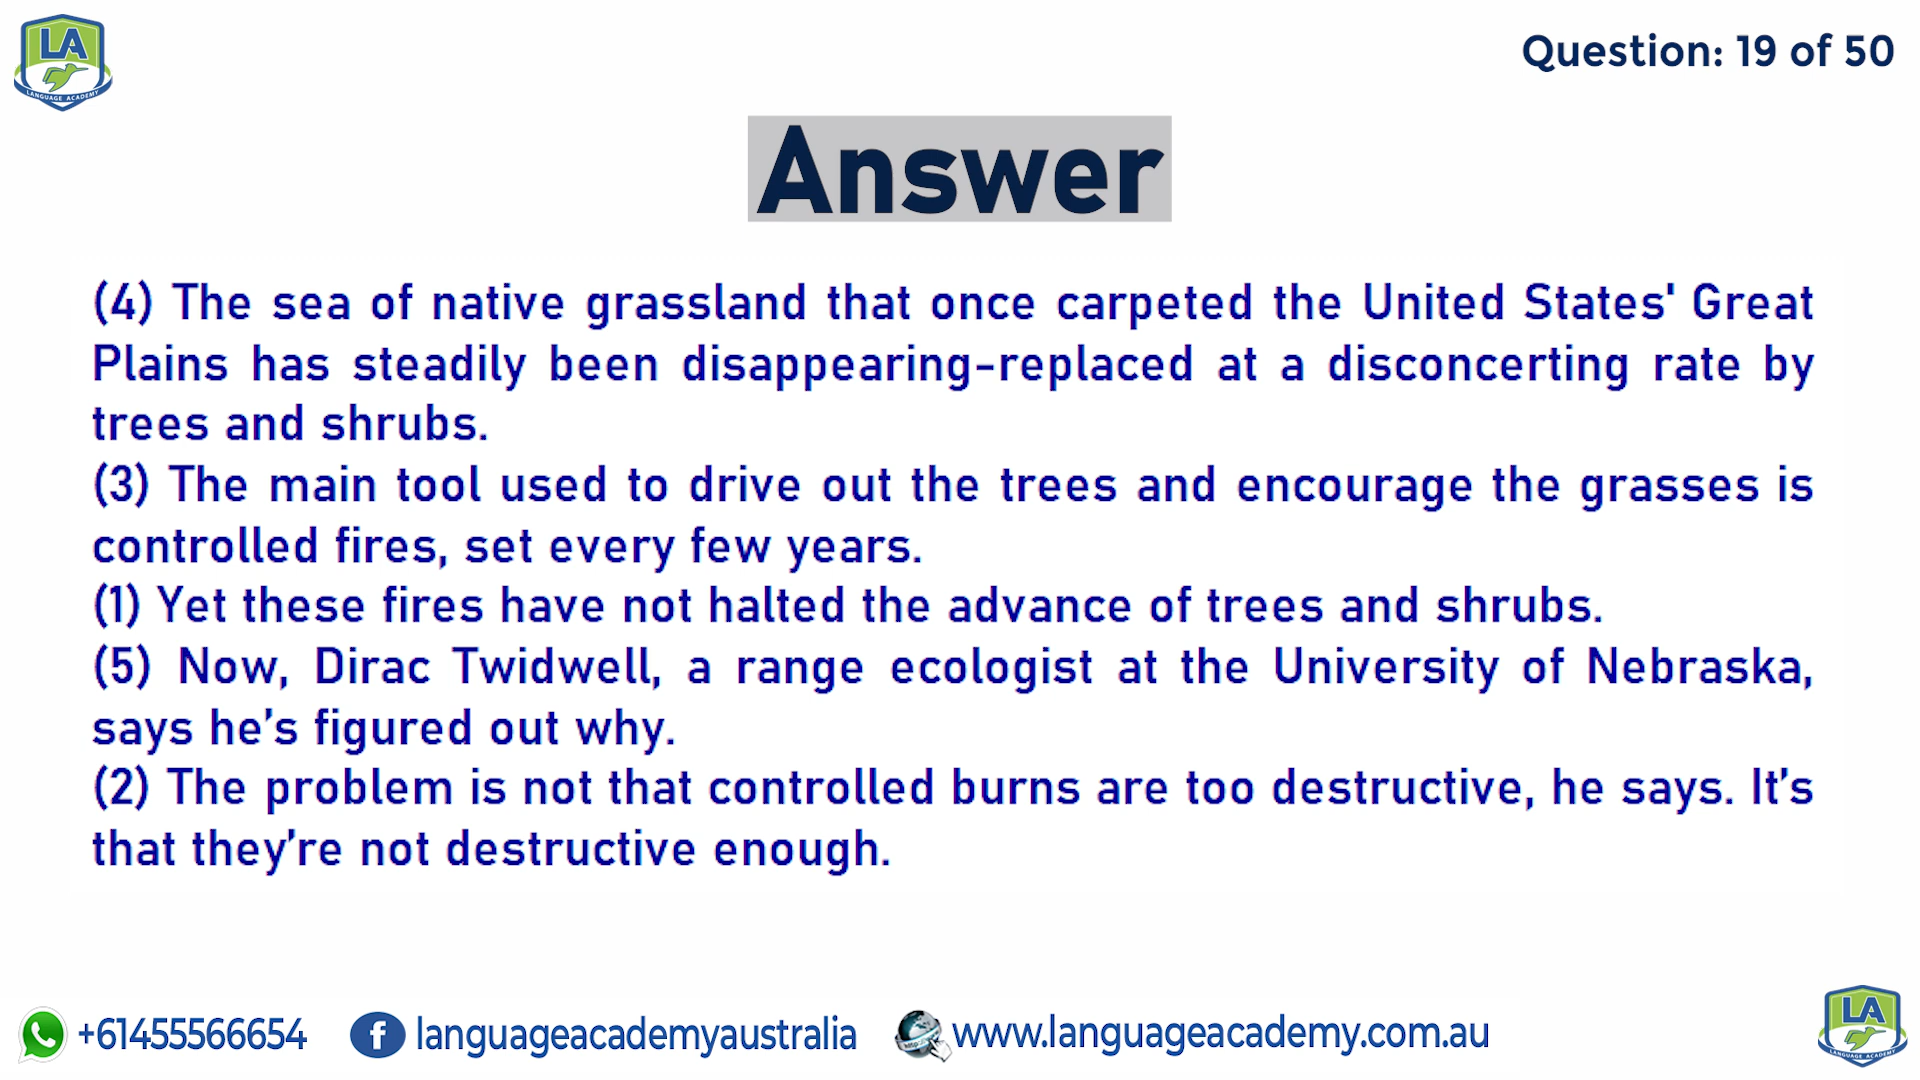 LA
LANGUAGE ACADEMY
Question: 19 of 50
Answer
(4) The sea of native grassland that once carpeted the United States' Great
Plains has steadily been disappearing-replaced at a disconcerting rate by
trees and shrubs.
(3) The main tool used to drive out the trees and encourage the grasses is
controlled fires, set every few years.
(1) Yet these fires have not halted the advance of trees and shrubs.
(5) Now, Dirac Twidwell, a range ecologist at the University of Nebraska,
says he’s figured out why.
(2) The problem is not that controlled burns are too destructive, he says. It’s
that they’re not destructive enough.
+61455566654
f languageacademyaustralia
www.languageacademy.com.au
LA
LANGUAGE ACADEMY